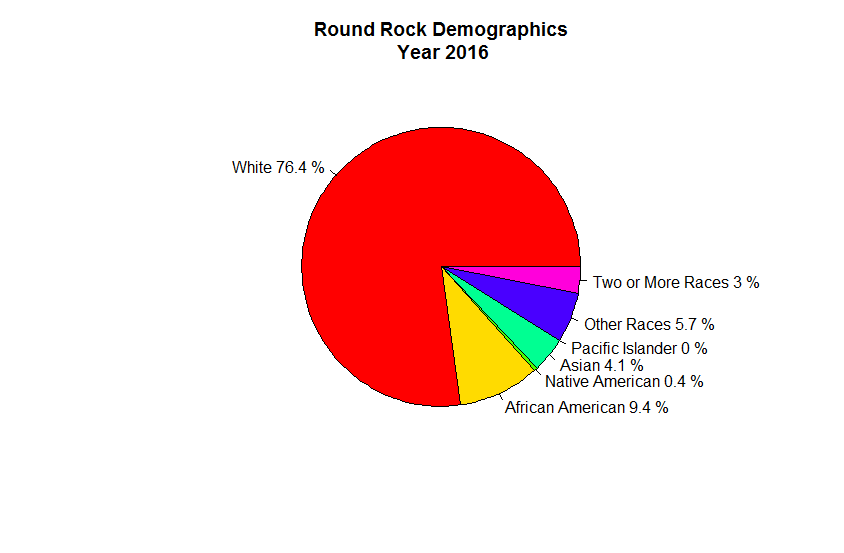 Round Rock Demographics
Year 2016
White 76.4 %
Two or More Races 3 %
Other Races 5.7 %
Pacific Islander 0 %
Asian 4.1 %
Native American 0.4 %
African American 9.4 %